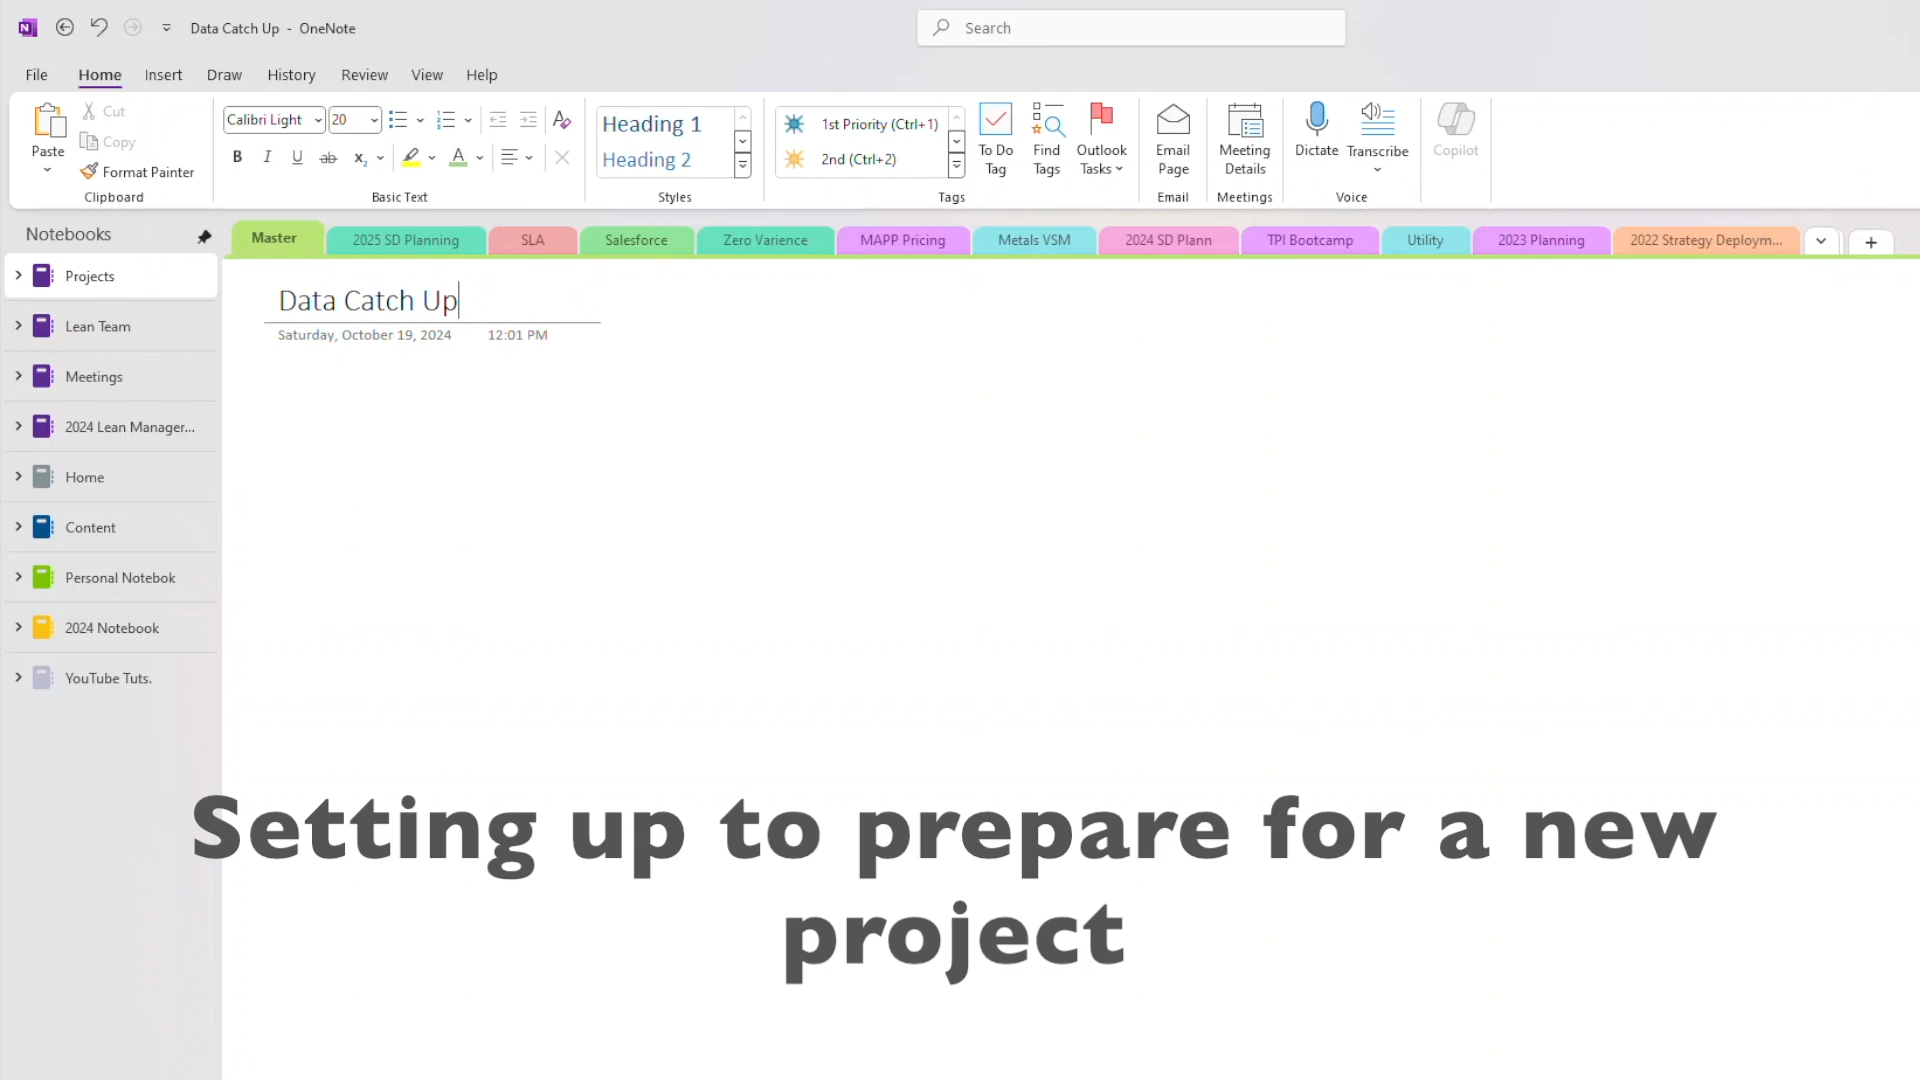 Data Catch Up - OneNote
Search
File Home Insert Draw History Review View Help
Paste
Cut
Copy
Format Painter
Clipboard
Calibri Light 20
B I U ab x₂ A
Basic Text
Heading 1
Heading 2
Styles
1st Priority (Ctrl+1)
2nd (Ctrl+2)
Tags
To Do
Tag
Find
Tags
Outlook
Tasks
Email
Page
Email
Meeting
Details
Meetings
Dictate
Transcribe
Voice
Copilot
Notebooks
Master 2025 SD Planning SLA Salesforce Zero Varience MAPP Pricing Metals VSM 2024 SD Plann TPI Bootcamp Utility 2023 Planning 2022 Strategy Deploym...
Projects
Lean Team
Meetings
2024 Lean Manager...
Home
Content
Personal Notebok
2024 Notebook
YouTube Tuts.
Data Catch Up
Saturday, October 19, 2024 12:01 PM
Setting up to prepare for a new
project